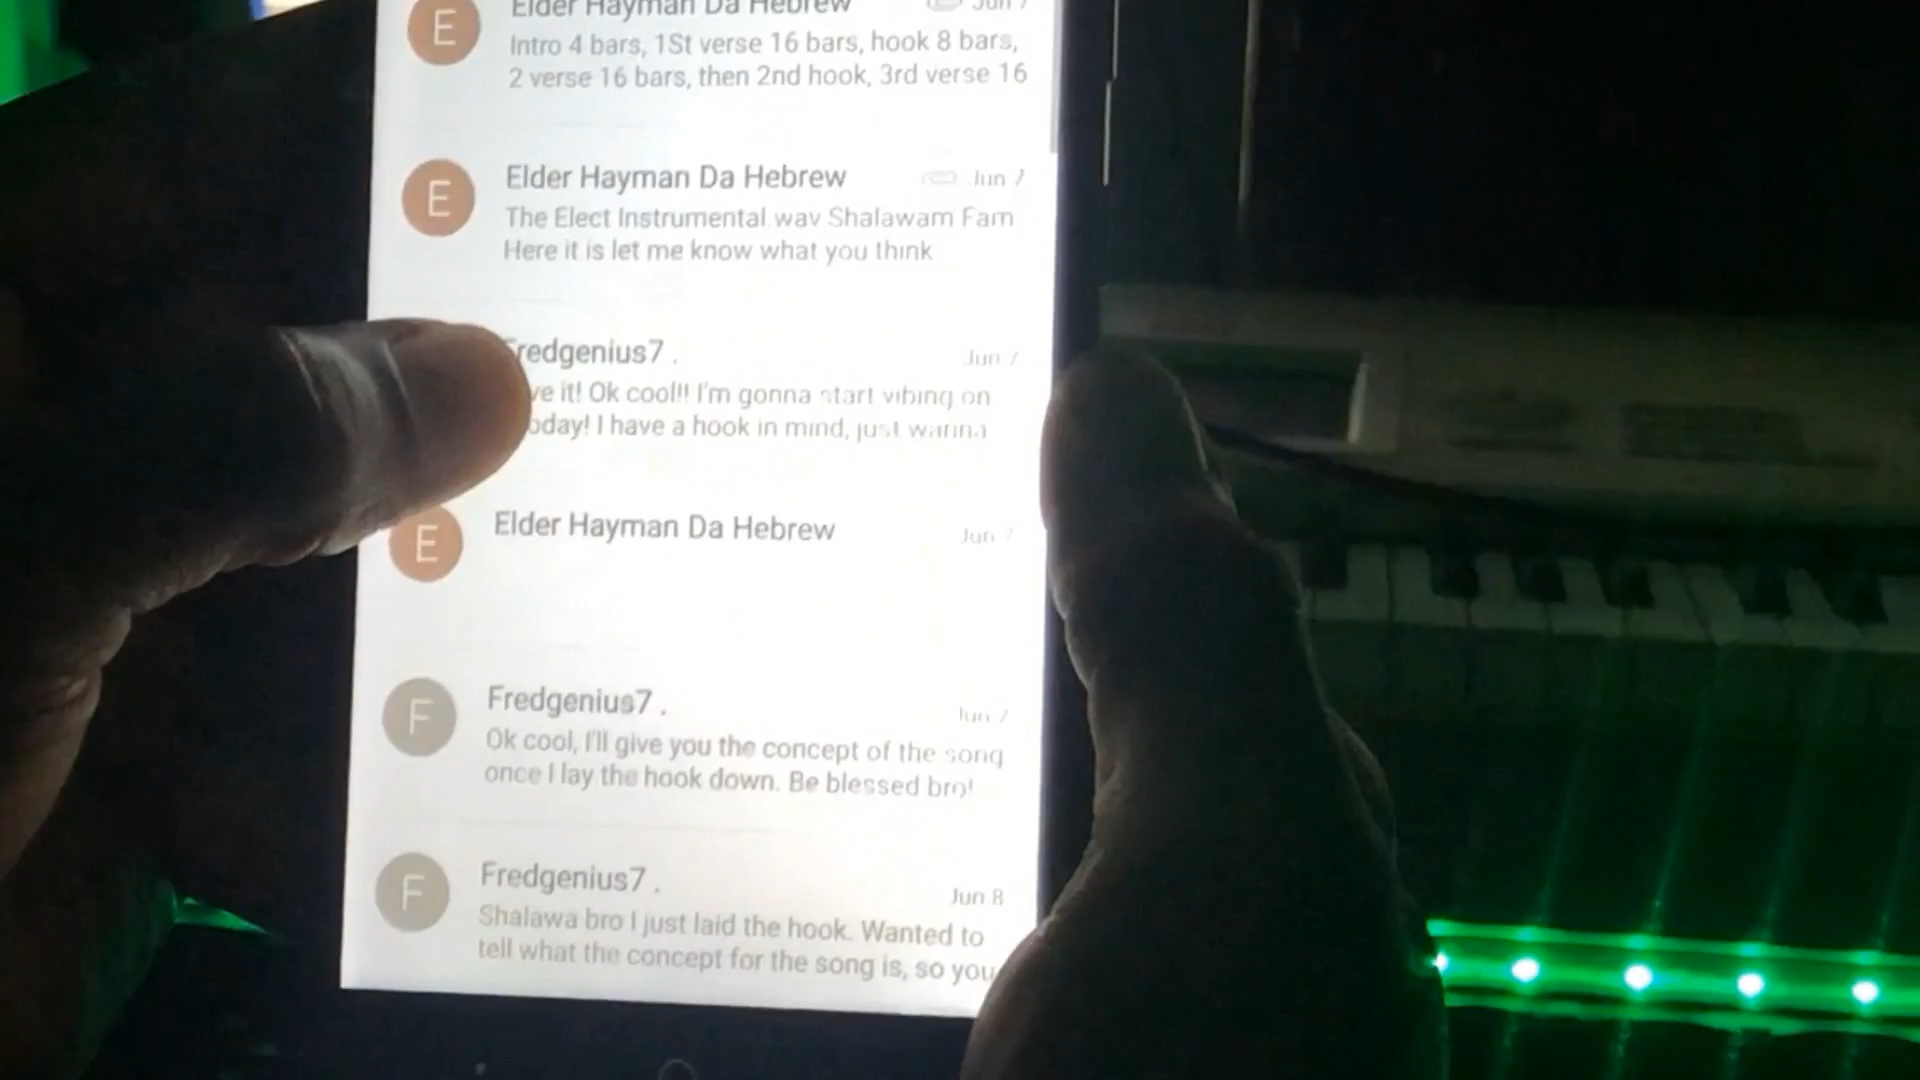 E
Elder Hayman Da Hebrew Jun 7
Intro 4 bars, 1St verse 16 bars, hook 8 bars,
2 verse 16 bars, then 2nd hook, 3rd verse 16
E
Elder Hayman Da Hebrew Jun 7
The Elect Instrumental.wav Shalawam Fam
Here it is let me know what you think
redgenius7 . Jun 7
ve it! Ok cool!! I'm gonna start vibing on
oday! I have a hook in mind, just wanna
E
Elder Hayman Da Hebrew Jun 7
F
Fredgenius7 . Jun 7
Ok cool, I'll give you the concept of the song
once I lay the hook down. Be blessed bro!
F
Fredgenius7 . Jun 8
Shalawa bro I just laid the hook. Wanted to
tell what the concept for the song is, so you